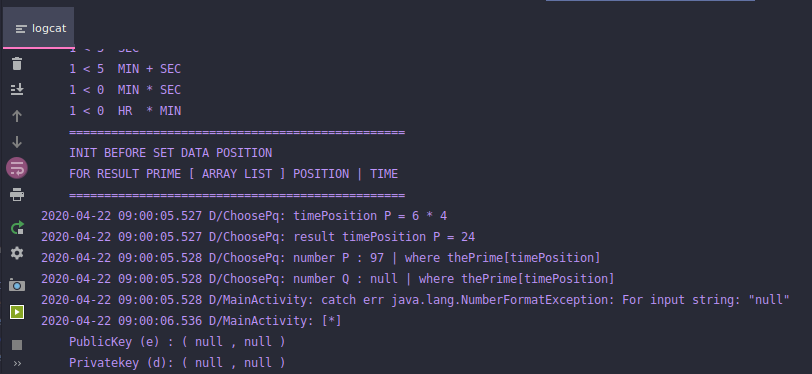 logcat
1 < 5 SEC
1 < 5 MIN + SEC
1 < 0 MIN * SEC
1 < 0 HR * MIN
================================================
INIT BEFORE SET DATA POSITION
FOR RESULT PRIME [ ARRAY LIST ] POSITION | TIME
================================================
2020-04-22 09:00:05.527 D/ChoosePq: timePosition P = 6 * 4
2020-04-22 09:00:05.527 D/ChoosePq: result timePosition P = 24
2020-04-22 09:00:05.528 D/ChoosePq: number P : 97 | where thePrime[timePosition]
2020-04-22 09:00:05.528 D/ChoosePq: number Q : null | where thePrime[timePosition]
2020-04-22 09:00:05.528 D/MainActivity: catch err java.lang.NumberFormatException: For input string: "null"
2020-04-22 09:00:06.536 D/MainActivity: [*]
PublicKey (e) : ( null , null )
Privatekey (d): ( null , null )